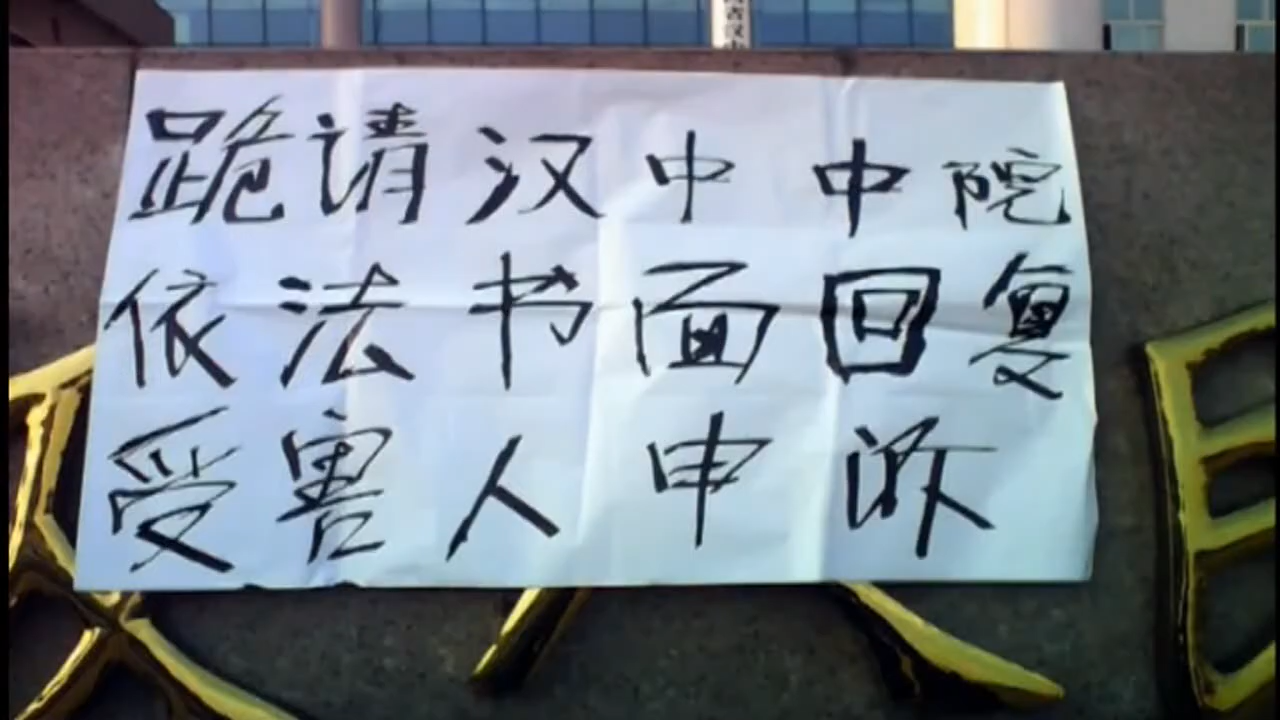 跪请汉中中院
依法书面回复
受害人申诉